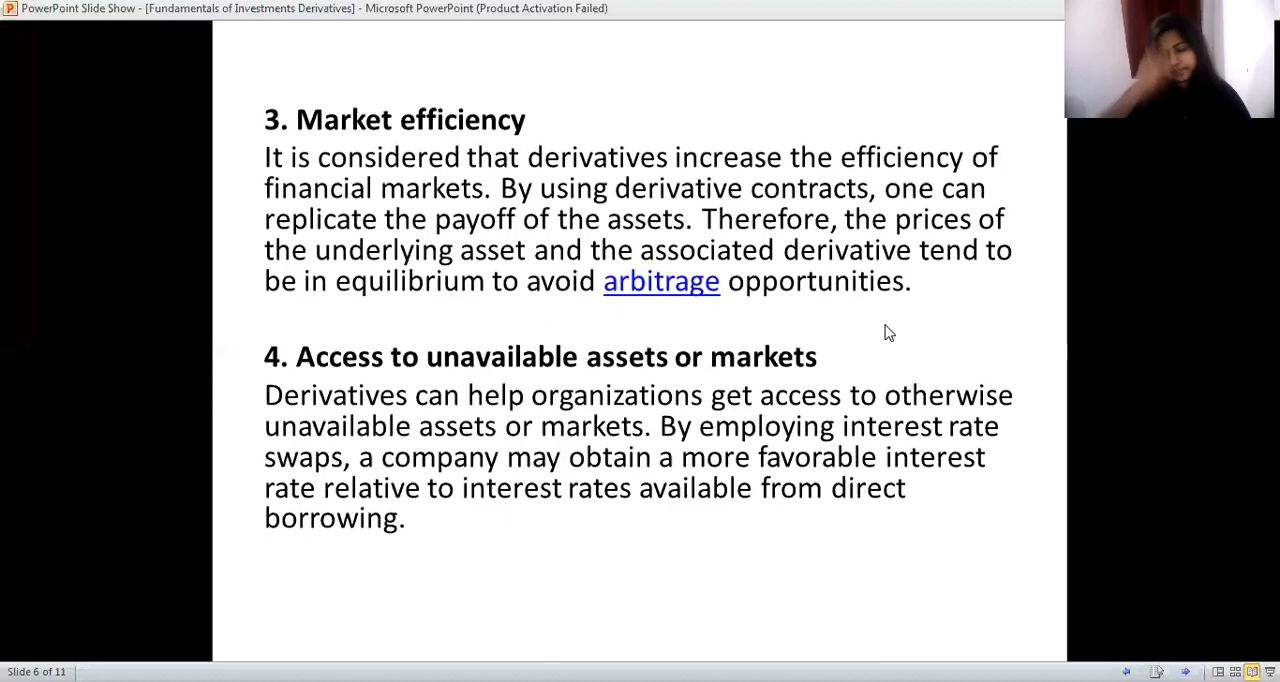 PowerPoint Slide Show - [Fundamentals of Investments Derivatives] - Microsoft PowerPoint (Product Activation Failed)
3. Market efficiency
It is considered that derivatives increase the efficiency of
financial markets. By using derivative contracts, one can
replicate the payoff of the assets. Therefore, the prices of
the underlying asset and the associated derivative tend to
be in equilibrium to avoid arbitrage opportunities.
4. Access to unavailable assets or markets
Derivatives can help organizations get access to otherwise
unavailable assets or markets. By employing interest rate
swaps, a company may obtain a more favorable interest
rate relative to interest rates available from direct
borrowing.
Slide 6 of 11